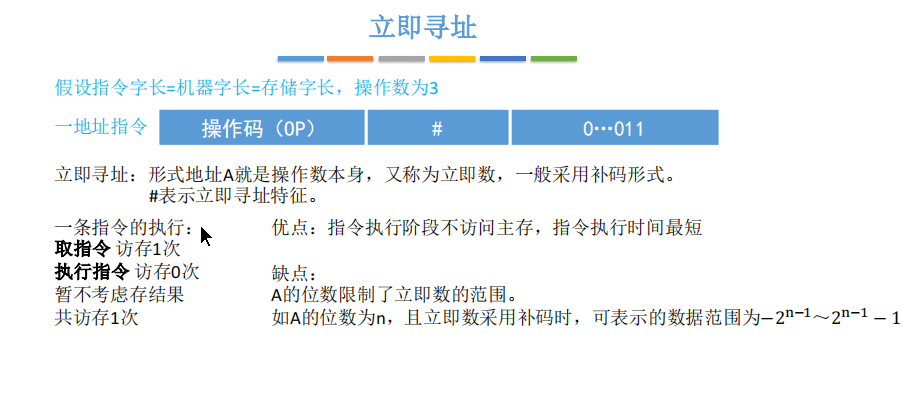 立即寻址
假设指令字长=机器字长=存储字长，操作数为3
一地址指令 操作码（OP） # 0…011
立即寻址：形式地址A就是操作数本身，又称为立即数，一般采用补码形式。
#表示立即寻址特征。
一条指令的执行： 优点：指令执行阶段不访问主存，指令执行时间最短
取指令 访存1次
执行指令 访存0次 缺点：
暂不考虑存结果 A的位数限制了立即数的范围。
共访存1次 如A的位数为n，且立即数采用补码时，可表示的数据范围为−2ⁿ⁻¹～2ⁿ⁻¹ − 1